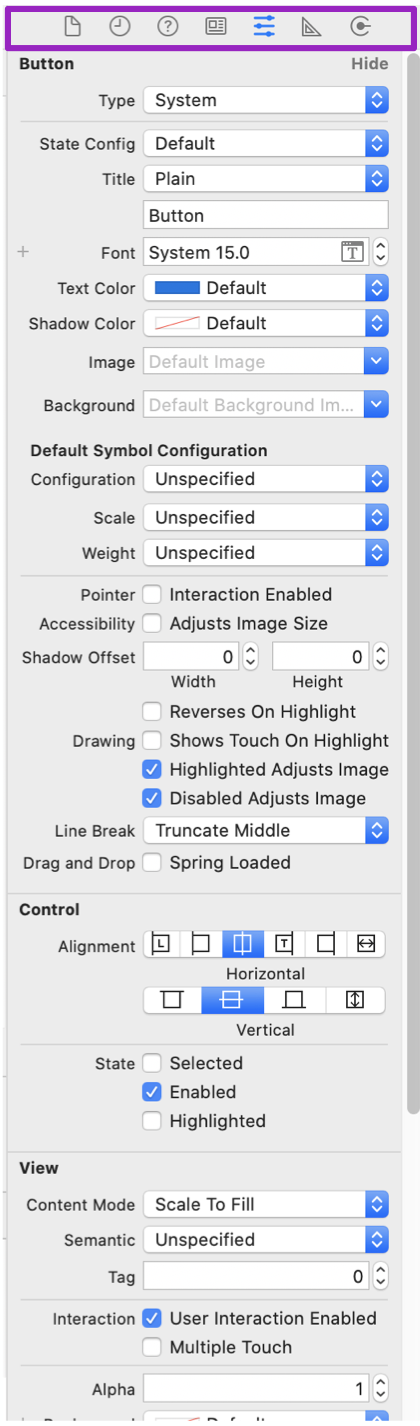 Button Hide
Type System
State Config Default
Title Plain
Button
+ Font System 15.0 T
Text Color Default
Shadow Color Default
Image Default Image
Background Default Background Im...
Default Symbol Configuration
Configuration Unspecified
Scale Unspecified
Weight Unspecified
Pointer Interaction Enabled
Accessibility Adjusts Image Size
Shadow Offset 0 0
Width Height
Reverses On Highlight
Drawing Shows Touch On Highlight
Highlighted Adjusts Image
Disabled Adjusts Image
Line Break Truncate Middle
Drag and Drop Spring Loaded
Control
Alignment L T
Horizontal
Vertical
State Selected
Enabled
Highlighted
View
Content Mode Scale To Fill
Semantic Unspecified
Tag 0
Interaction User Interaction Enabled
Multiple Touch
Alpha 1